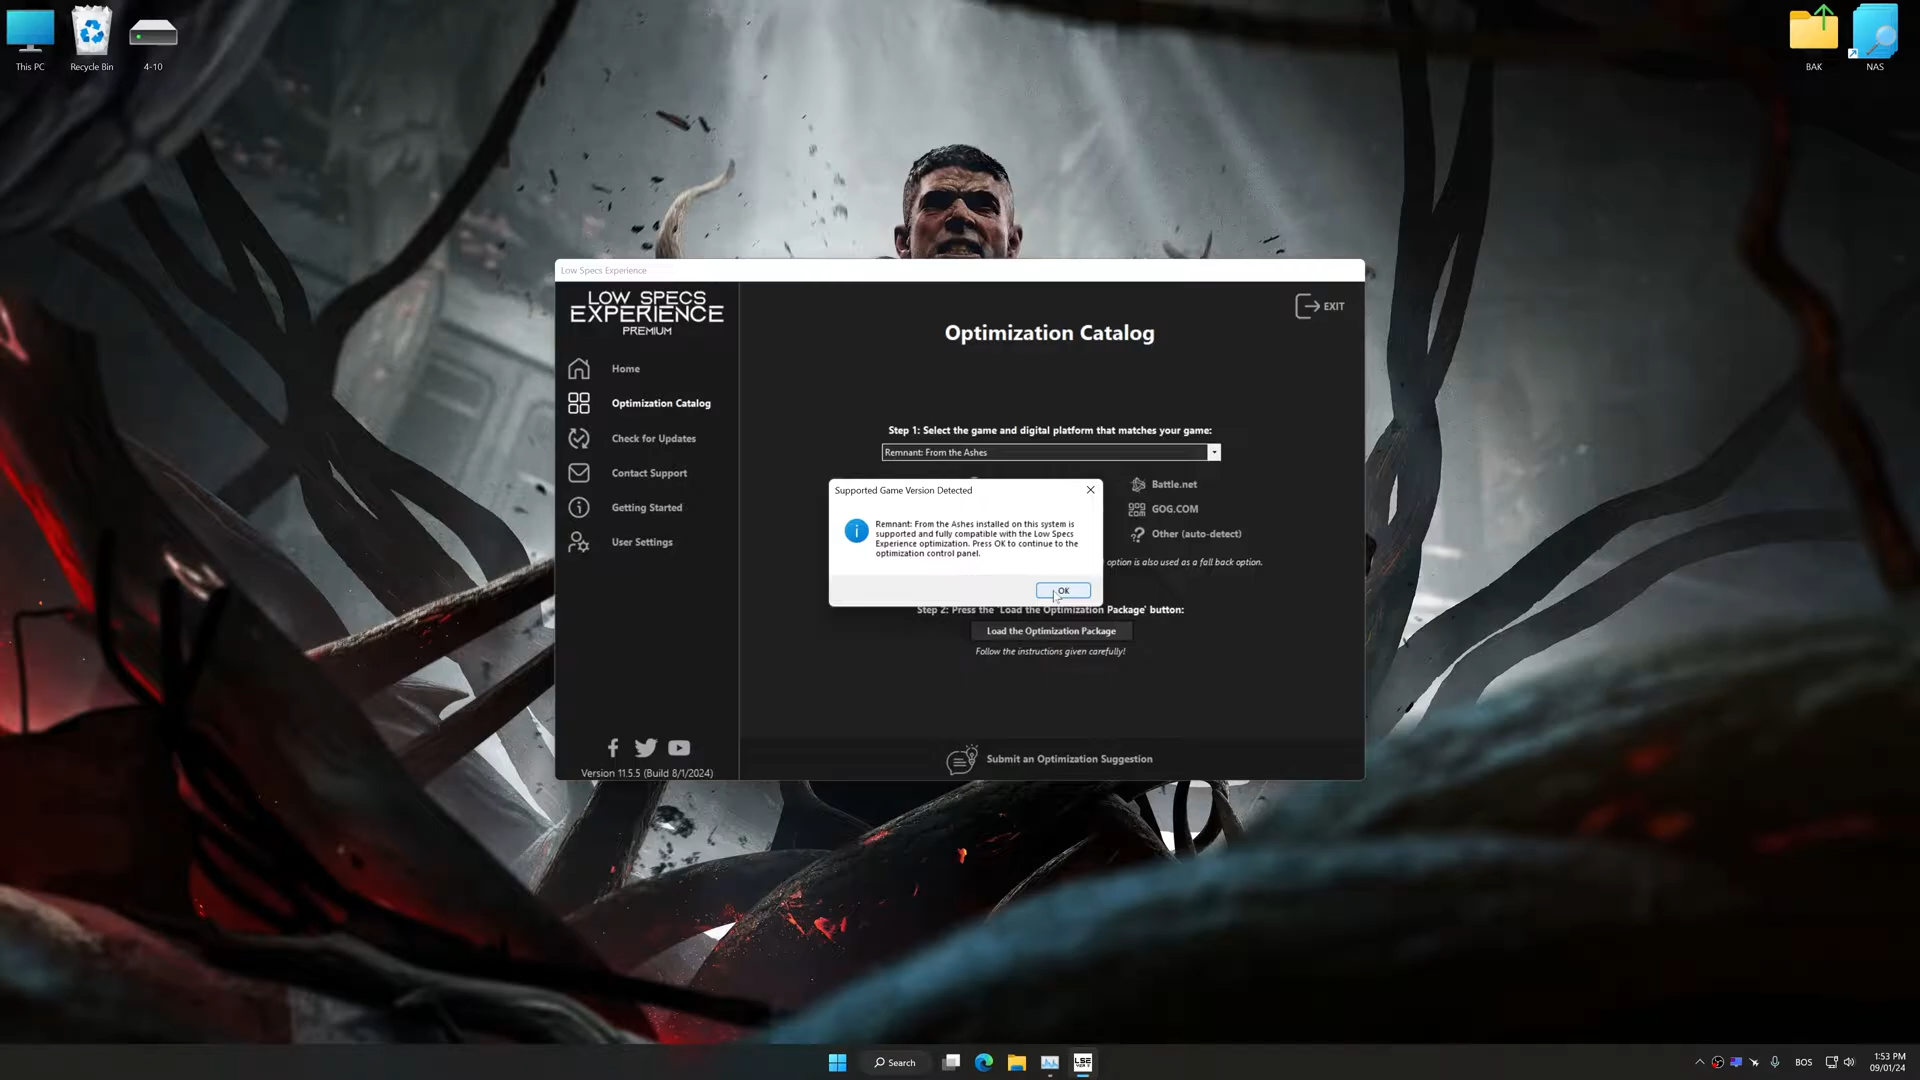 This PC
Recycle Bin
4-10
BAK
NAS
Low Specs Experience
LOW SPECS
EXPERIENCE
PREMIUM
Home
Optimization Catalog
Check for Updates
Contact Support
Getting Started
User Settings
Version 11.5.5 (Build 8/1/2024)
EXIT
Optimization Catalog
Step 1: Select the game and digital platform that matches your game:
Remnant: From the Ashes
Battle.net
GOG.COM
Other (auto-detect)
option is also used as a fall back option.
Supported Game Version Detected
Remnant: From the Ashes installed on this system is
supported and fully compatible with the Low Specs
Experience optimization. Press OK to continue to the
optimization control panel.
OK
Step 2: Press the 'Load the Optimization Package' button:
Load the Optimization Package
Follow the instructions given carefully!
Submit an Optimization Suggestion
Search
BOS
1:53 PM
09/01/24